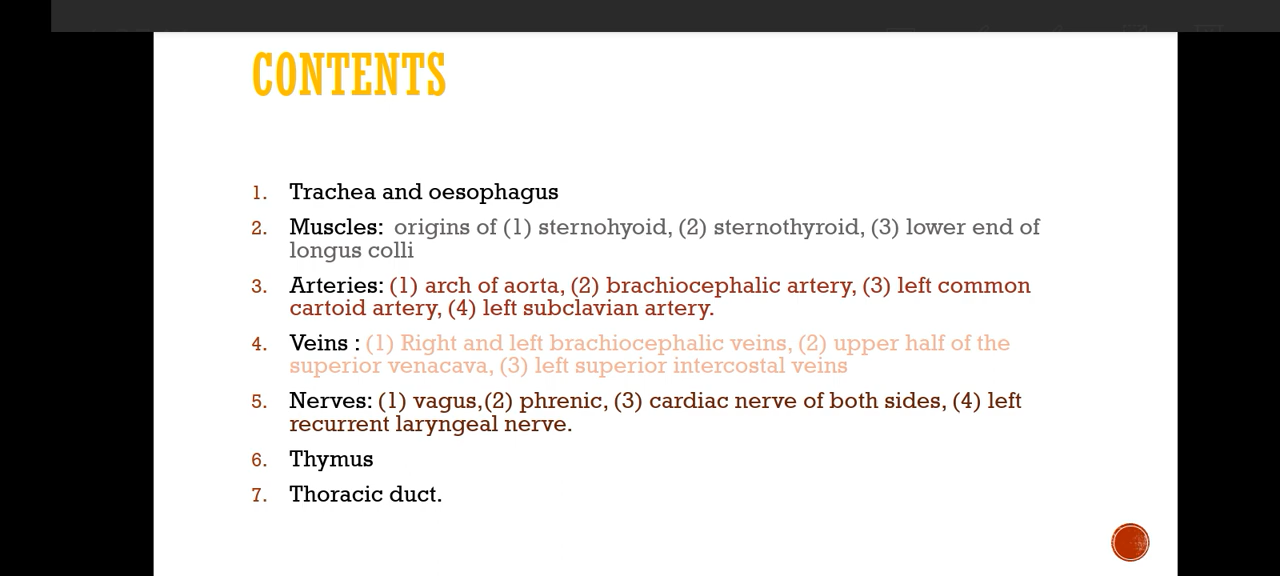 CONTENTS
1. Trachea and oesophagus
2. Muscles: origins of (1) sternohyoid, (2) sternothyroid, (3) lower end of
longus colli
3. Arteries: (1) arch of aorta, (2) brachiocephalic artery, (3) left common
cartoid artery, (4) left subclavian artery.
4. Veins : (1) Right and left brachiocephalic veins, (2) upper half of the
superior venacava, (3) left superior intercostal veins
5. Nerves: (1) vagus,(2) phrenic, (3) cardiac nerve of both sides, (4) left
recurrent laryngeal nerve.
6. Thymus
7. Thoracic duct.